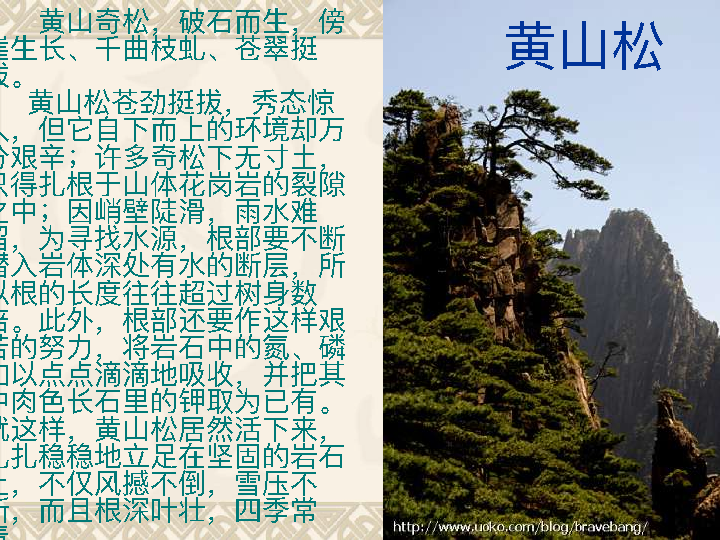 黄山奇松，破石而生，傍
崖生长、千曲枝虬、苍翠挺
拔。
黄山松苍劲挺拔，秀态惊
人，但它自下而上的环境却万
分艰辛；许多奇松下无寸土，
只得扎根于山体花岗岩的裂隙
之中；因峭壁陡滑，雨水难
留，为寻找水源，根部要不断
潜入岩体深处有水的断层，所
以根的长度往往超过树身数
倍。此外，根部还要作这样艰
苦的努力，将岩石中的氮、磷
加以点点滴滴地吸收，并把其
中肉色长石里的钾取为已有。
就这样，黄山松居然活下来，
扎扎稳稳地立足在坚固的岩石
上，不仅风撼不倒，雪压不
断，而且根深叶壮，四季常
黄山松
http://www.uoko.com/blog/bravebang/